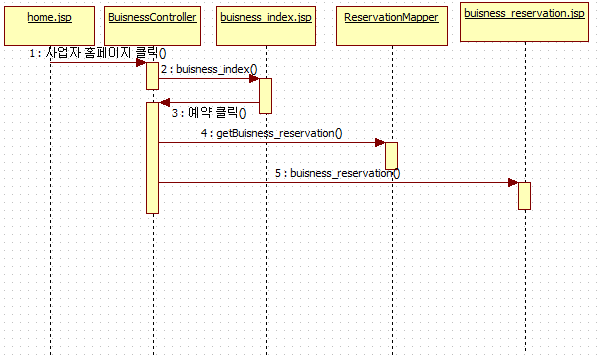 home.jsp
BuisnessController
buisness_index.jsp
ReservationMapper
buisness_reservation.jsp
1 : 사업자 홈페이지 클릭()
2 : buisness_index()
3 : 예약 클릭()
4 : getBuisness_reservation()
5 : buisness_reservation()